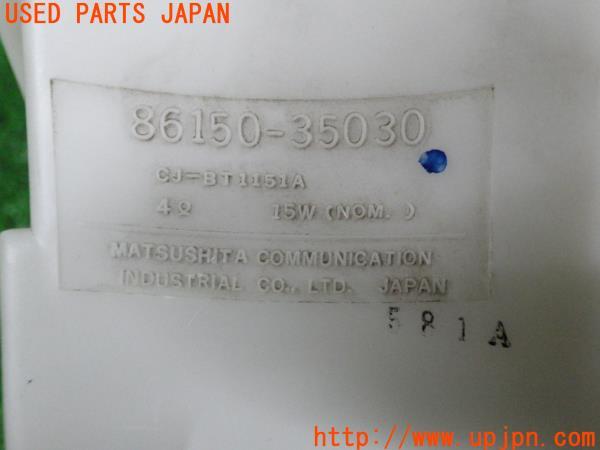 USED PARTS JAPAN
86150-35030
CJ-BT1151A
4Ω 15W (NOM.)
MATSUSHITA COMMUNICATION
INDUSTRIAL CO., LTD. JAPAN
581A
http://www.upjpn.com/